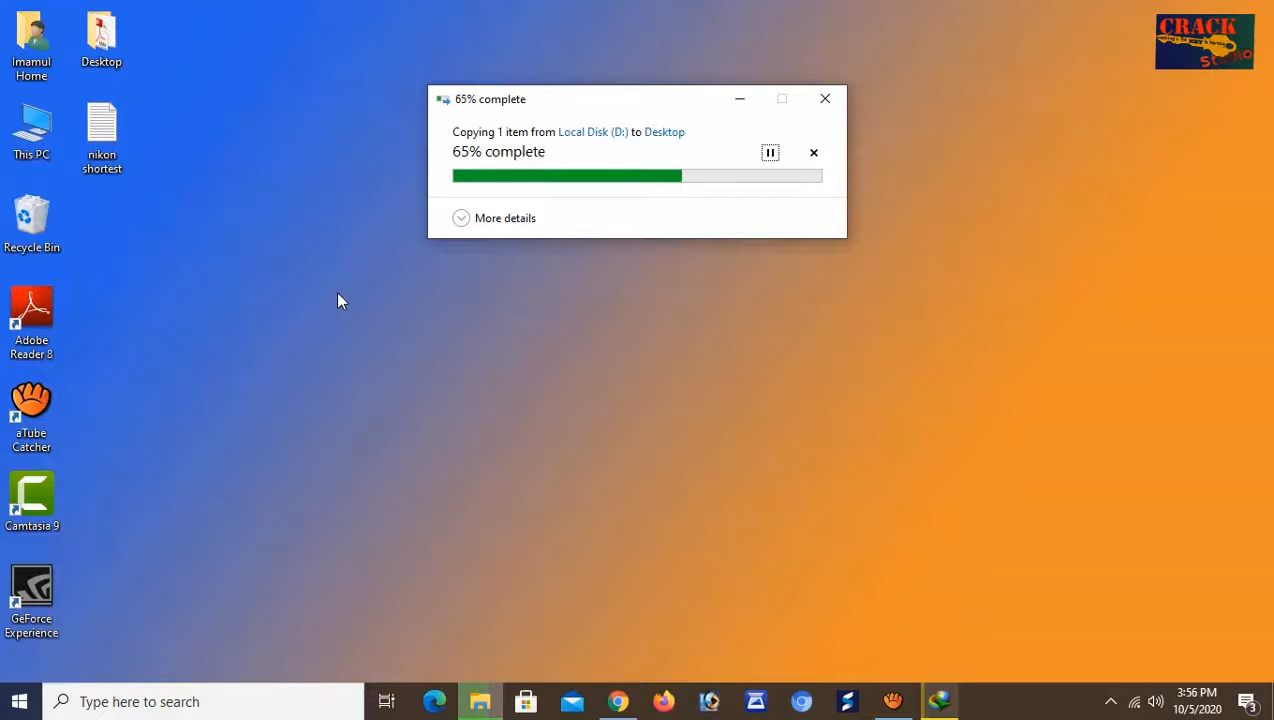 Imamul
Home
Desktop
This PC
nikon
shortest
Recycle Bin
Adobe
Reader 8
aTube
Catcher
Camtasia 9
GeForce
Experience
65% complete
Copying 1 item from Local Disk (D:) to Desktop
65% complete
More details
CRACK
Studio
Type here to search
3:56 PM
10/5/2020
3